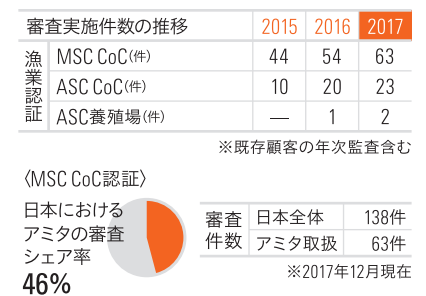 審査実施件数の推移 2015 2016 2017
漁業認証
MSC CoC(件) 44 54 63
ASC CoC(件) 10 20 23
ASC養殖場(件) — 1 2
※既存顧客の年次監査含む
〈MSC CoC認証〉
日本における
アミタの審査
シェア率
46%
審査
件数
日本全体 138件
アミタ取扱 63件
※2017年12月現在